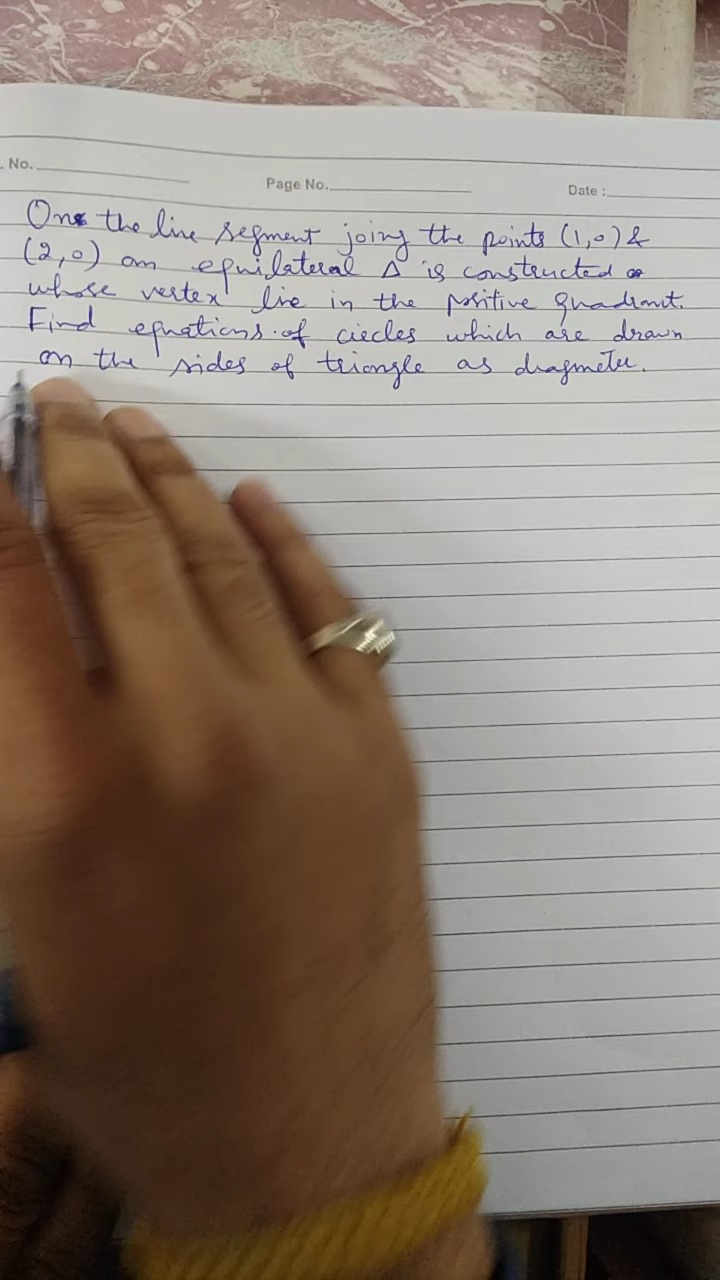 . No.
Page No.
Date :
On the line segment joing the points (1,0) &
(2,0) an equilateral Δ is constructed
whose vertex lie in the positive quadrant.
Find equations of circles which are drawn
on the sides of triangle as diagmeter.